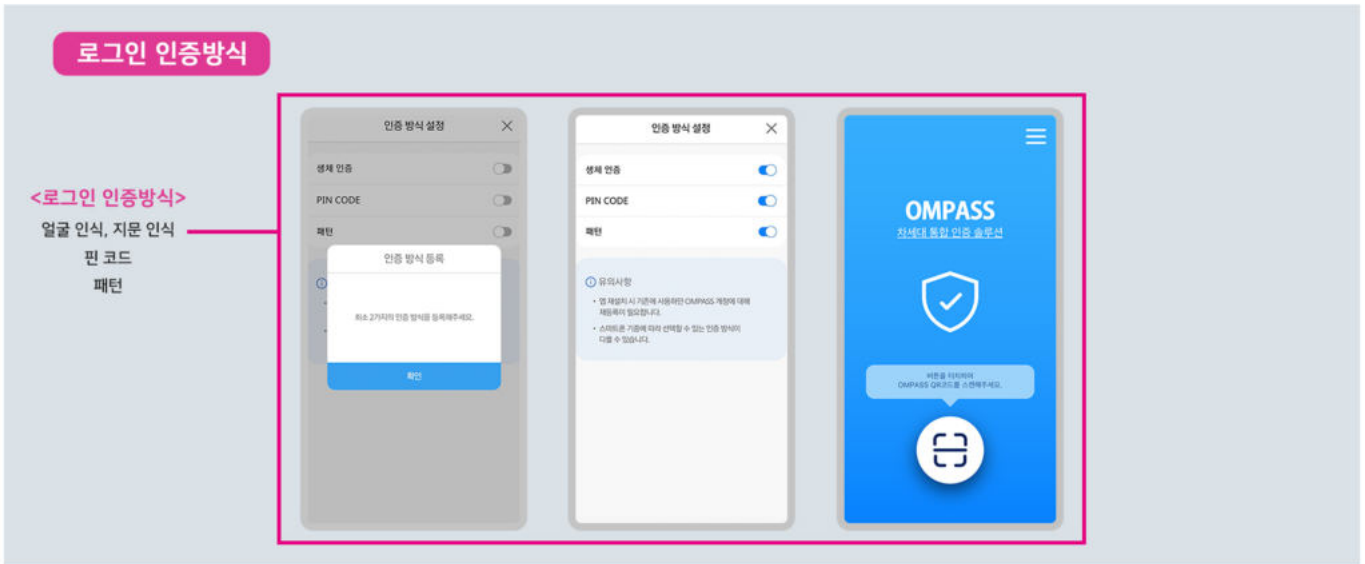 로그인 인증방식
<로그인 인증방식>
얼굴 인식, 지문 인식
핀 코드
패턴
인증 방식 설정
생체 인증
PIN CODE
패턴
인증 방식 등록
최소 2가지의 인증 방식을 등록해주세요.
확인
인증 방식 설정
생체 인증
PIN CODE
패턴
유의사항
• 앱 재설치 시 기존에 사용하던 OMPASS 계정에 대해
재등록이 필요합니다.
• 스마트폰 기종에 따라 선택할 수 있는 인증 방식이
다를 수 있습니다.
OMPASS
차세대 통합 인증 솔루션
버튼을 터치하여
OMPASS QR코드를 스캔해주세요.